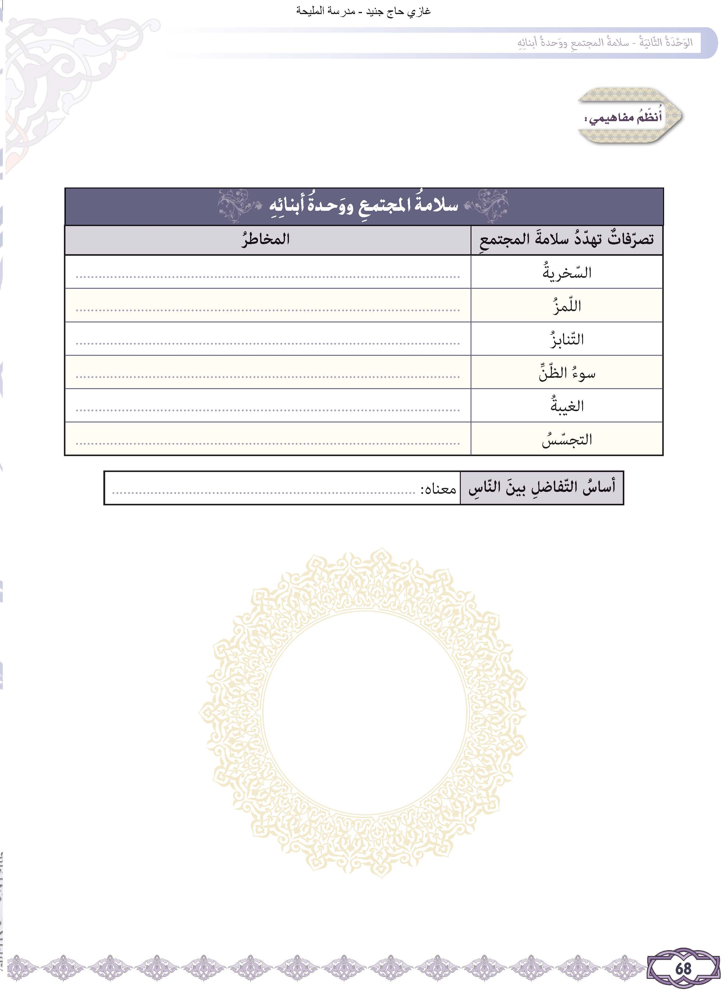 غازي حاج جنيد - مدرسة المليحة
الوَحْدَةُ الثّانيَةُ - سلامةُ المجتمعِ ووَحدةُ أبنائِهِ
أُنظّمُ مفاهيمي:
سلامةُ المجتمعِ ووَحدةُ أبنائِهِ
تصرّفاتٌ تهدّدُ سلامةَ المجتمعِ المخاطرُ
السّخريةُ ........................................
اللّمزُ ........................................
التّنابزُ ........................................
سوءُ الظّنِّ ........................................
الغيبةُ ........................................
التجسّسُ ........................................
أساسُ التّفاضلِ بينَ النّاسِ معناه: ........................................
68